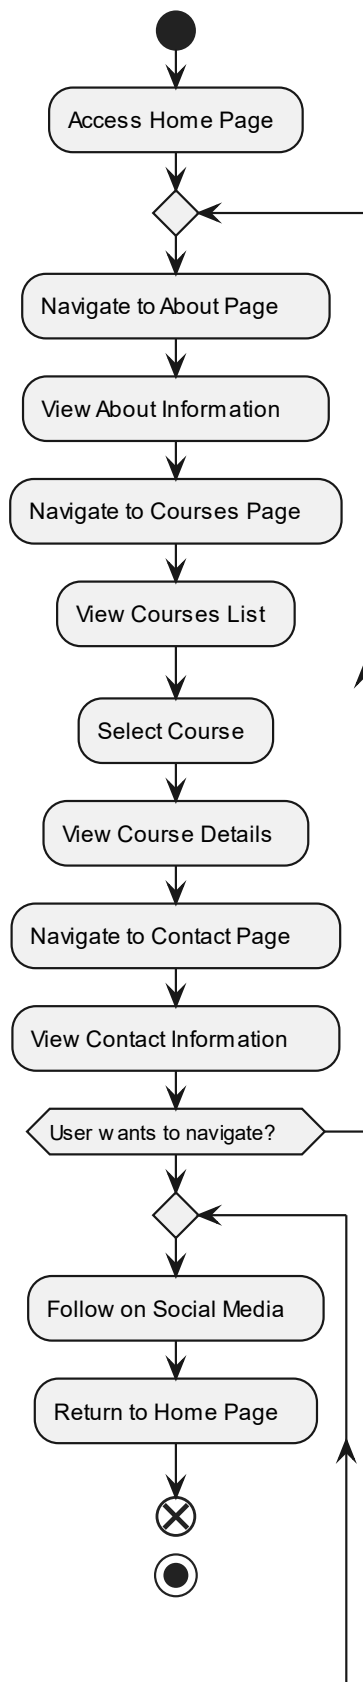 Access Home Page
Navigate to About Page
View About Information
Navigate to Courses Page
View Courses List
Select Course
View Course Details
Navigate to Contact Page
View Contact Information
User wants to navigate?
Follow on Social Media
Return to Home Page